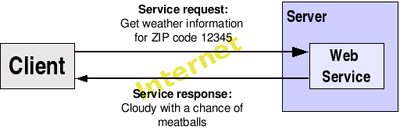 Service request:
Get weather information
for ZIP code 12345
Client
Internet
Service response:
Cloudy with a chance of
meatballs
Server
Web
Service